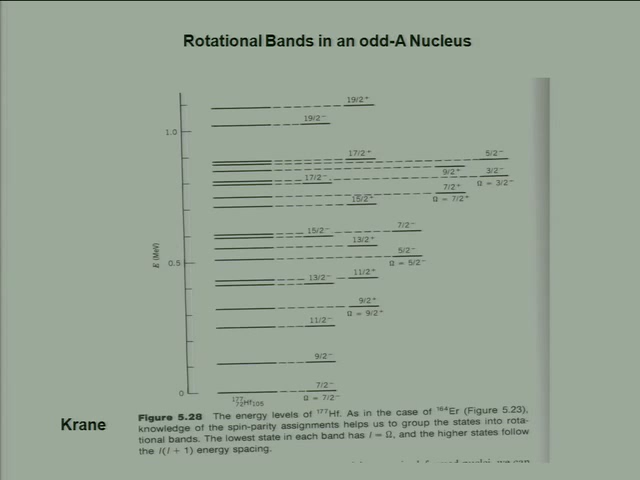 Rotational Bands in an odd-A Nucleus
19/2⁺
19/2⁻
1.0
17/2⁺
5/2⁻
9/2⁺
3/2⁻
17/2⁻
Ω = 3/2⁻
7/2⁺
Ω = 7/2⁺
15/2⁺
7/2⁻
15/2⁻
13/2⁺
E (MeV)
5/2⁻
0.5
Ω = 5/2⁻
11/2⁺
13/2⁻
9/2⁺
Ω = 9/2⁺
11/2⁻
9/2⁻
7/2⁻
0
¹⁷⁷₇₂Hf₁₀₅
Ω = 7/2⁻
Krane
Figure 5.28 The energy levels of ¹⁷⁷Hf. As in the case of ¹⁶⁴Er (Figure 5.23),
knowledge of the spin-parity assignments helps us to group the states into rota-
tional bands. The lowest state in each band has I = Ω, and the higher states follow
the I(I + 1) energy spacing.